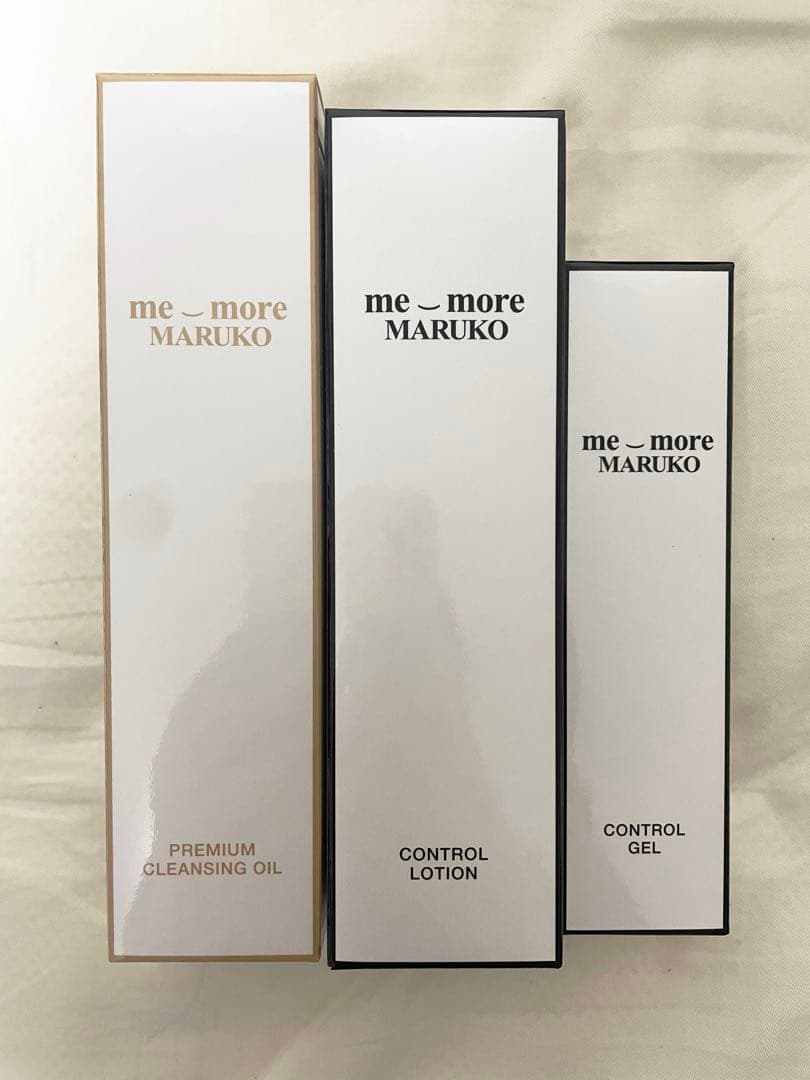 me‿more
MARUKO
PREMIUM
CLEANSING OIL
me‿more
MARUKO
CONTROL
LOTION
me‿more
MARUKO
CONTROL
GEL